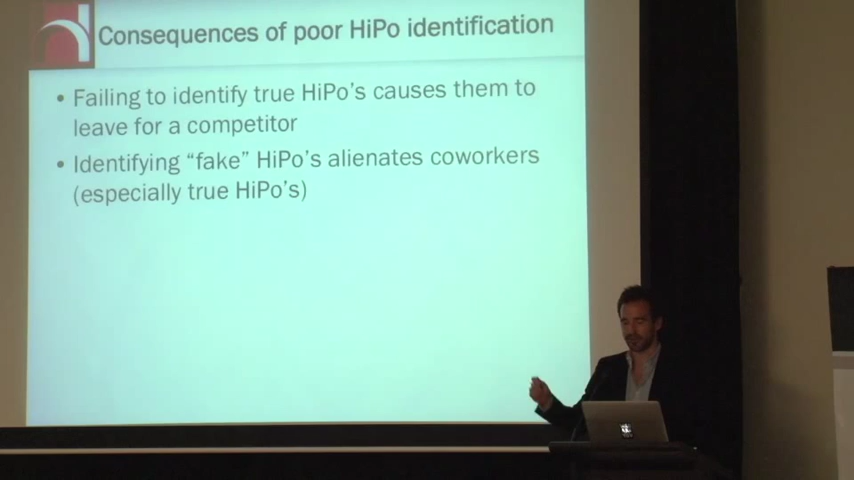 Consequences of poor HiPo identification
• Failing to identify true HiPo's causes them to
leave for a competitor
• Identifying “fake” HiPo's alienates coworkers
(especially true HiPo's)